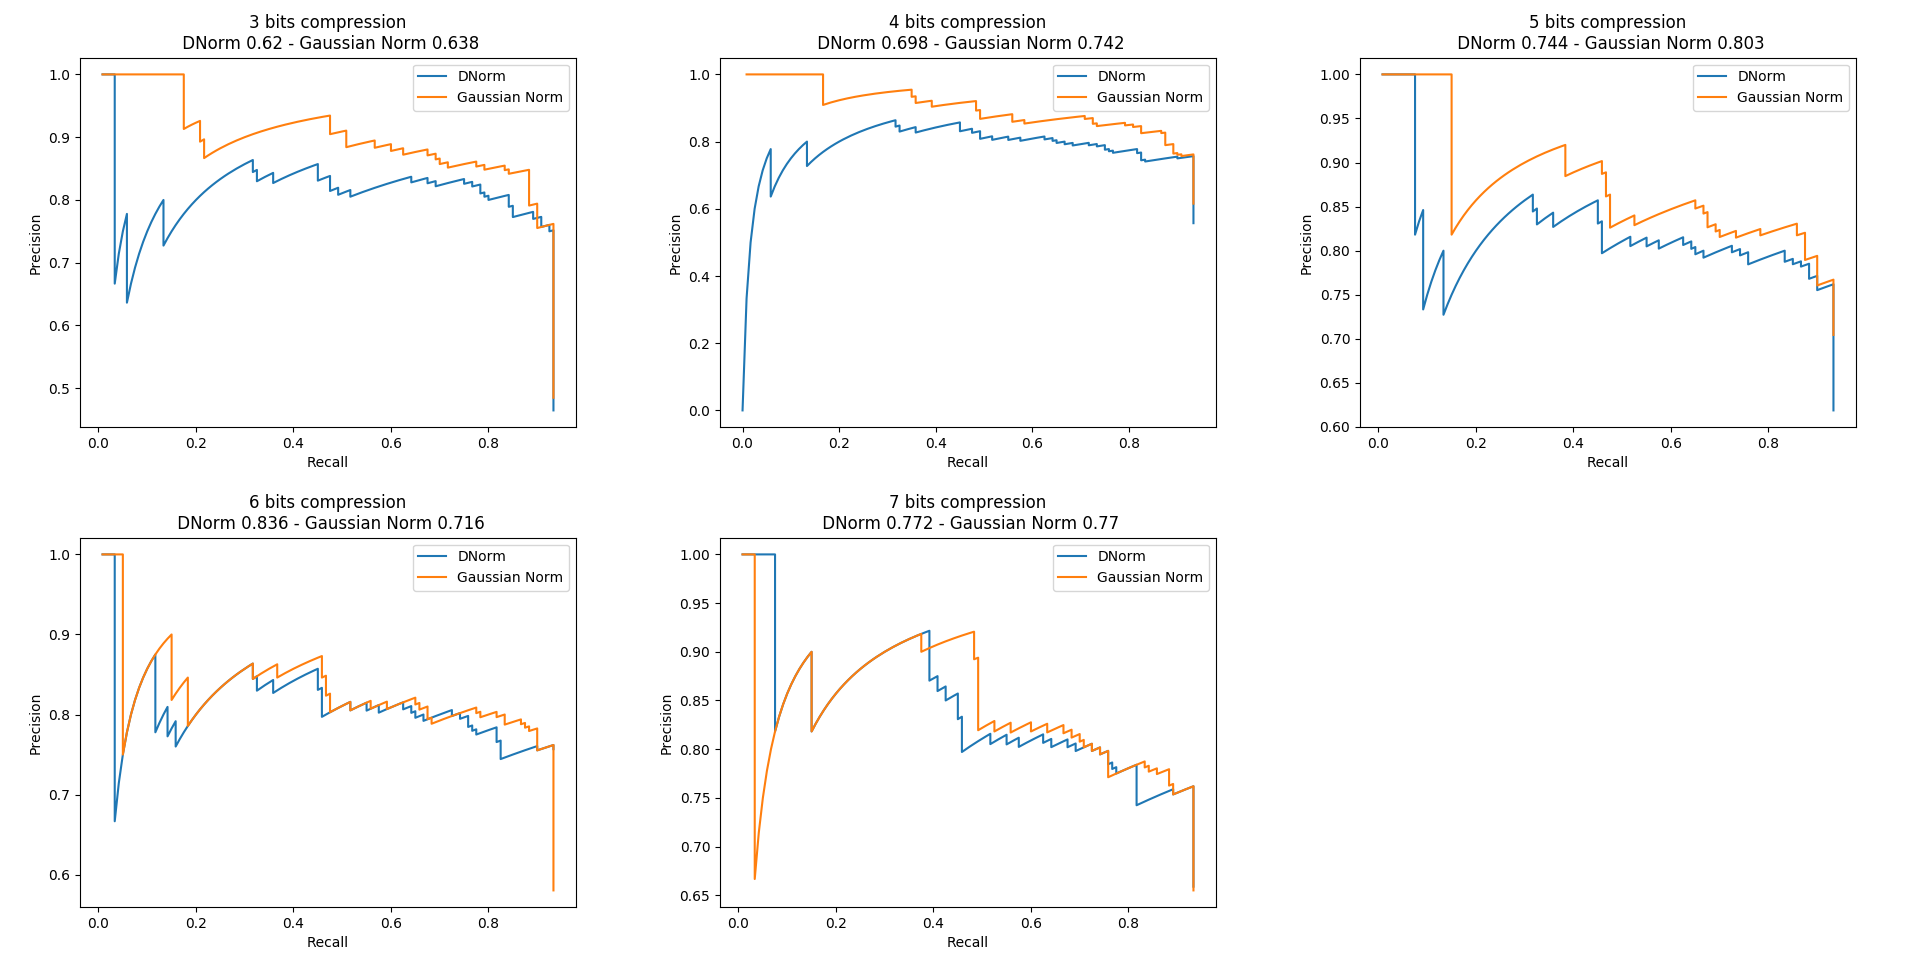 3 bits compression
DNorm 0.62 - Gaussian Norm 0.638
1.0
0.9
0.8
0.7
0.6
0.5
Precision
0.0
0.2
0.4
0.6
0.8
Recall
DNorm
Gaussian Norm
4 bits compression
DNorm 0.698 - Gaussian Norm 0.742
1.0
0.8
0.6
0.4
0.2
0.0
Precision
0.0
0.2
0.4
0.6
0.8
Recall
DNorm
Gaussian Norm
5 bits compression
DNorm 0.744 - Gaussian Norm 0.803
1.00
0.95
0.90
0.85
0.80
0.75
0.70
0.65
0.60
Precision
0.0
0.2
0.4
0.6
0.8
Recall
DNorm
Gaussian Norm
6 bits compression
DNorm 0.836 - Gaussian Norm 0.716
1.0
0.9
0.8
0.7
0.6
Precision
0.0
0.2
0.4
0.6
0.8
Recall
DNorm
Gaussian Norm
7 bits compression
DNorm 0.772 - Gaussian Norm 0.77
1.00
0.95
0.90
0.85
0.80
0.75
0.70
0.65
Precision
0.0
0.2
0.4
0.6
0.8
Recall
DNorm
Gaussian Norm